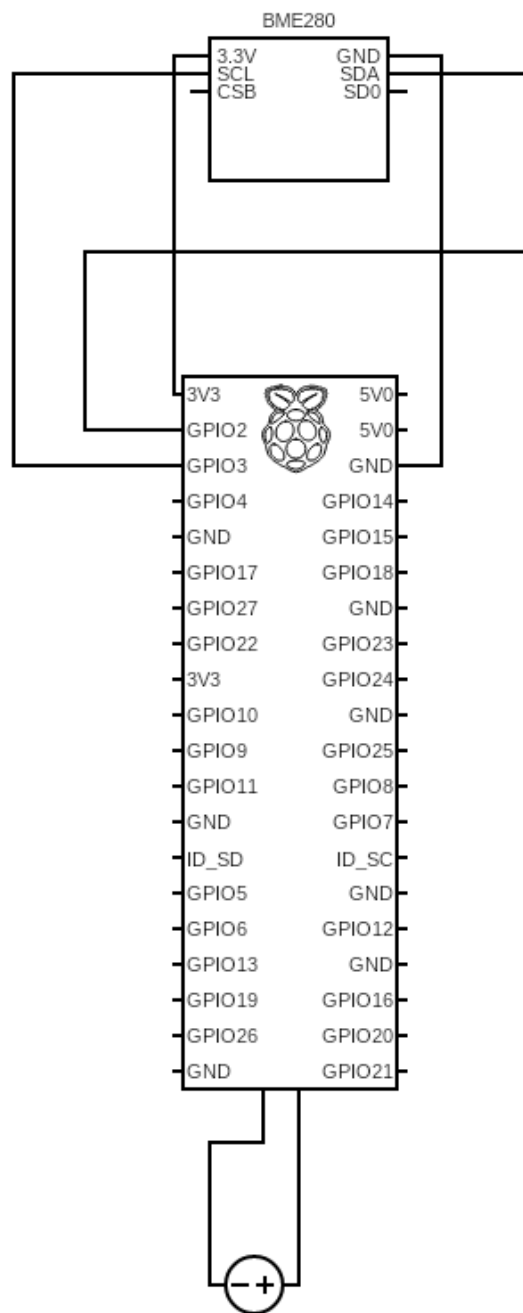 BME280
3.3V GND
SCL SDA
CSB SD0
3V3 5V0
GPIO2 5V0
GPIO3 GND
GPIO4 GPIO14
GND GPIO15
GPIO17 GPIO18
GPIO27 GND
GPIO22 GPIO23
3V3 GPIO24
GPIO10 GND
GPIO9 GPIO25
GPIO11 GPIO8
GND GPIO7
ID_SD ID_SC
GPIO5 GND
GPIO6 GPIO12
GPIO13 GND
GPIO19 GPIO16
GPIO26 GPIO20
GND GPIO21
- +